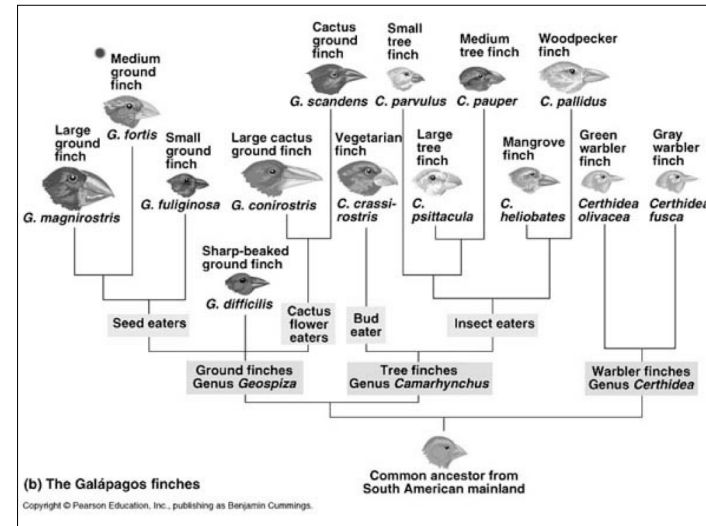 Cactus
ground
finch
G. scandens
Small
tree
finch
C. parvulus
Medium
tree finch
C. pauper
Woodpecker
finch
C. pallidus
Medium
ground
finch
G. fortis
Large
ground
finch
G. magnirostris
Small
ground finch
G. fuliginosa
Large cactus
ground finch
G. conirostris
Vegetarian
finch
C. crassi-
rostris
Large
tree
finch
C.
psittacula
Mangrove
finch
C.
heliobates
Green
warbler
finch
Certhidea
olivacea
Gray
warbler
finch
Certhidea
fusca
Sharp-beaked
ground finch
G. difficilis
Seed eaters
Cactus
flower
eaters
Bud
eater
Insect eaters
Ground finches
Genus Geospiza
Tree finches
Genus Camarhynchus
Warbler finches
Genus Certhidea
Common ancestor from
South American mainland
(b) The Galápagos finches
Copyright © Pearson Education, Inc., publishing as Benjamin Cummings.